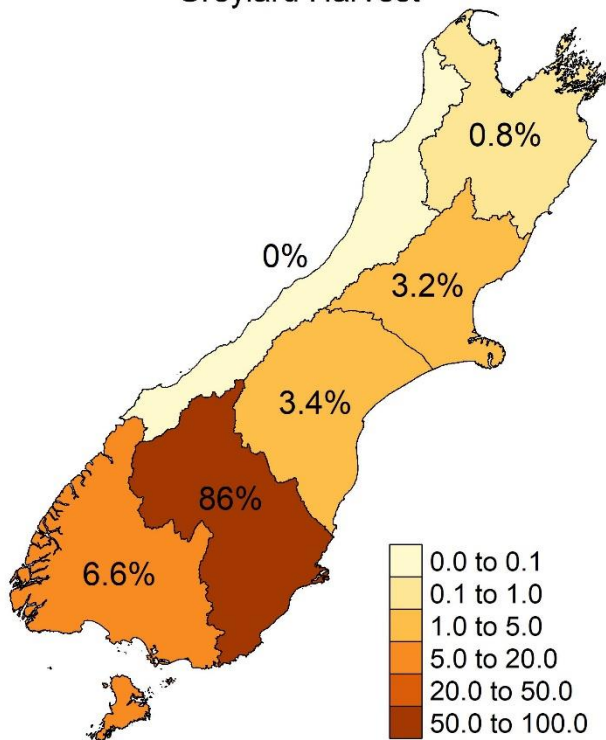 Greylard Harvest
0.8%
0%
3.2%
3.4%
86%
6.6%
0.0 to 0.1
0.1 to 1.0
1.0 to 5.0
5.0 to 20.0
20.0 to 50.0
50.0 to 100.0